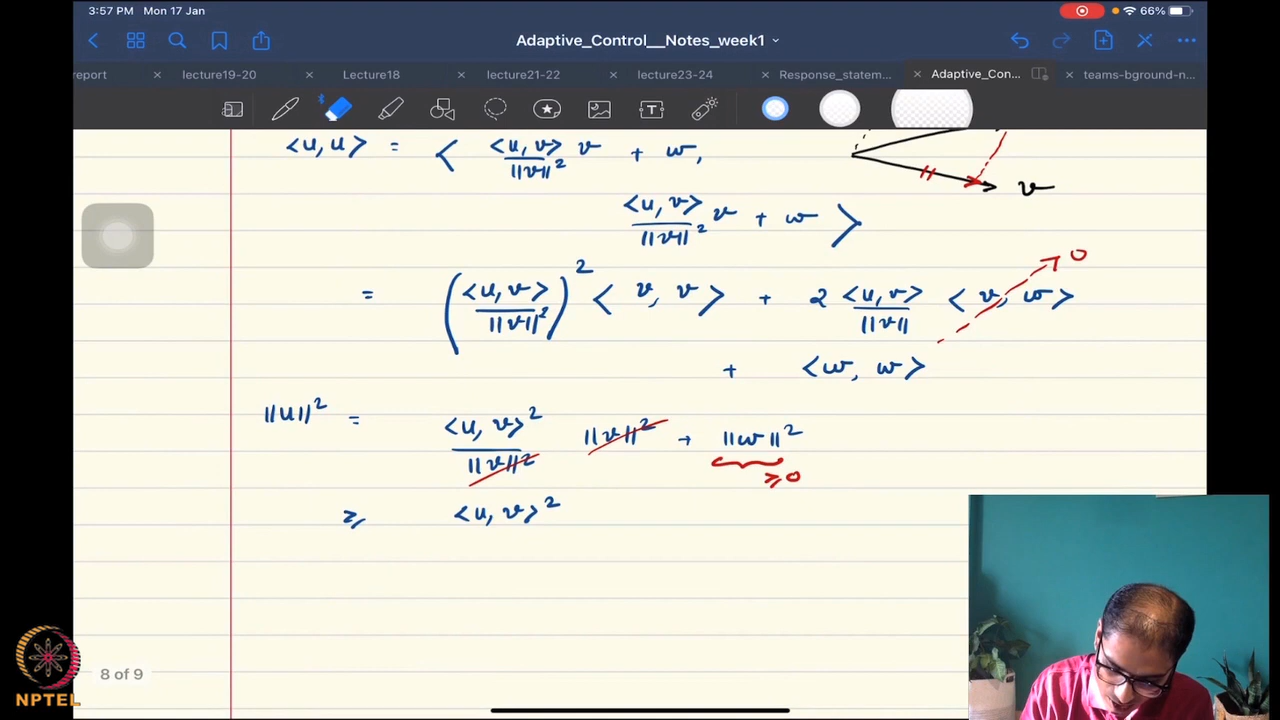 3:57 PM Mon 17 Jan 66%
Adaptive_Control__Notes_week1
report lecture19-20 Lecture18 lecture21-22 lecture23-24 Response_statem... Adaptive_Con... teams-bground-n...
<u, u> = < <u, v>/||v||² v + w,
v
<u, v>/||v||² v + w >
0
= (<u, v>/||v||²)² <v, v> + 2 <u, v>/||v|| <v, w>
+ <w, w>
||u||² = <u, v>²/||v||² ||v||² + ||w||²
≥0
≥ <u, v>²
8 of 9
NPTEL